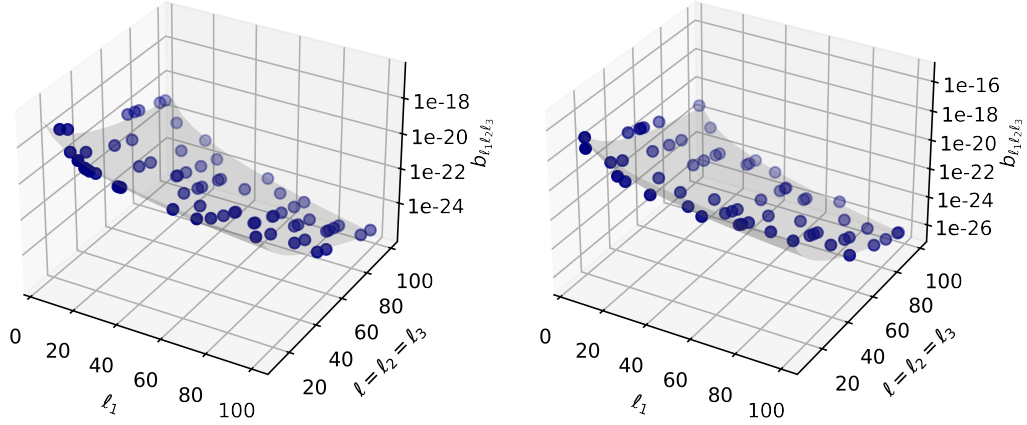 1e-18
1e-20
1e-22
1e-24
b_{ℓ₁ℓ₂ℓ₃}
0
20
40
60
80
100
ℓ₁
20
40
60
80
100
ℓ = ℓ₂ = ℓ₃
1e-16
1e-18
1e-20
1e-22
1e-24
1e-26
b_{ℓ₁ℓ₂ℓ₃}
0
20
40
60
80
100
ℓ₁
20
40
60
80
100
ℓ = ℓ₂ = ℓ₃